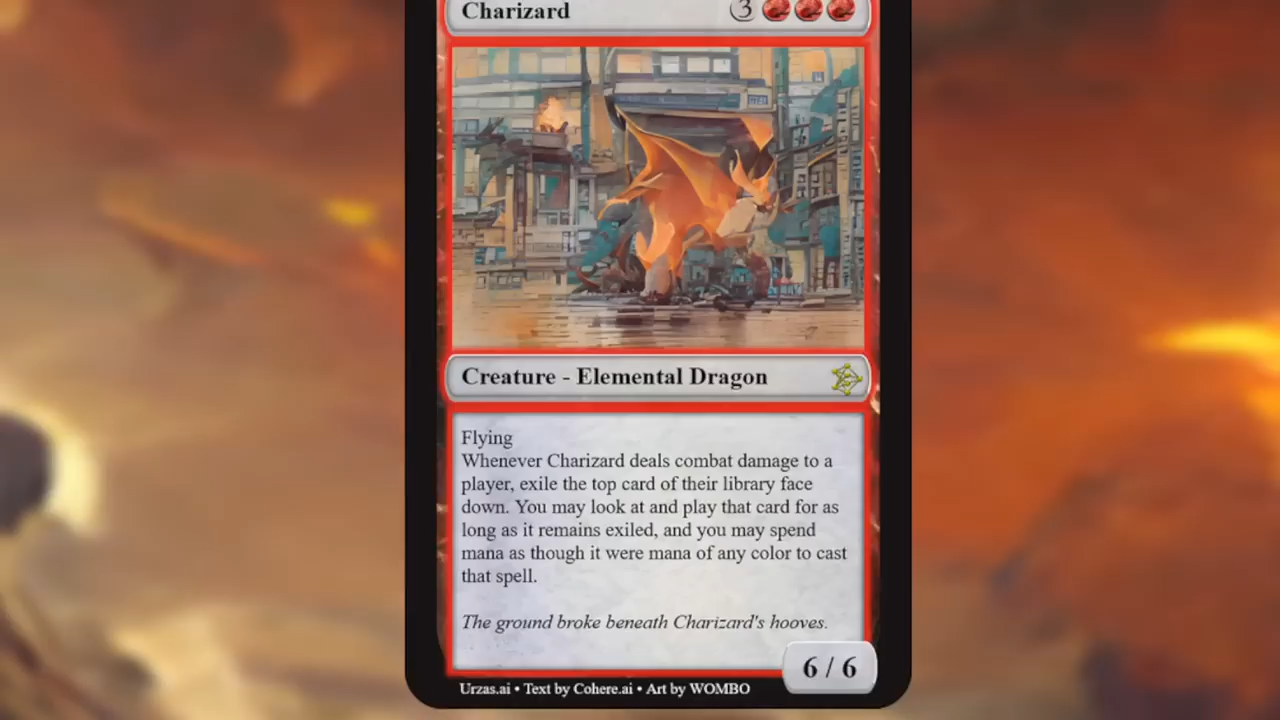 Charizard 3
Creature - Elemental Dragon
Flying
Whenever Charizard deals combat damage to a
player, exile the top card of their library face
down. You may look at and play that card for as
long as it remains exiled, and you may spend
mana as though it were mana of any color to cast
that spell.
The ground broke beneath Charizard's hooves.
6 / 6
Urzas.ai • Text by Cohere.ai • Art by WOMBO